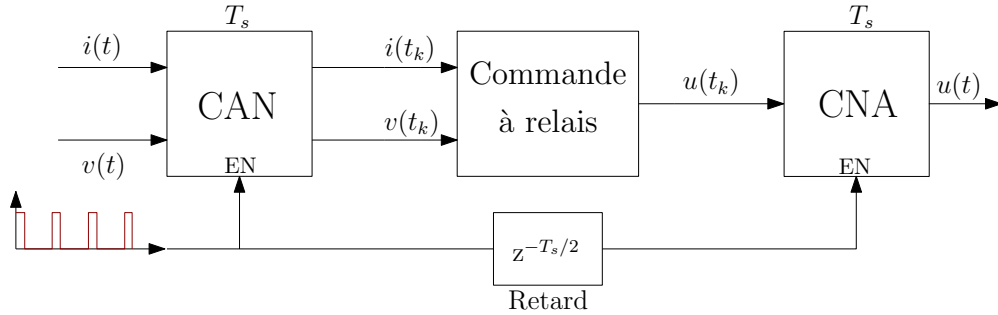 T_s
T_s
i(t)
i(t_k)
Commande
à relais
u(t_k)
u(t)
CAN
CNA
v(t)
v(t_k)
EN
EN
z^{-T_s/2}
Retard